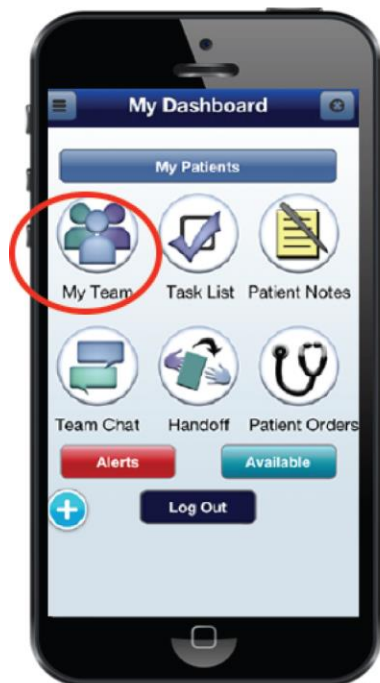 My Dashboard
My Patients
My Team Task List Patient Notes
Team Chat Handoff Patient Orders
Alerts Available
Log Out